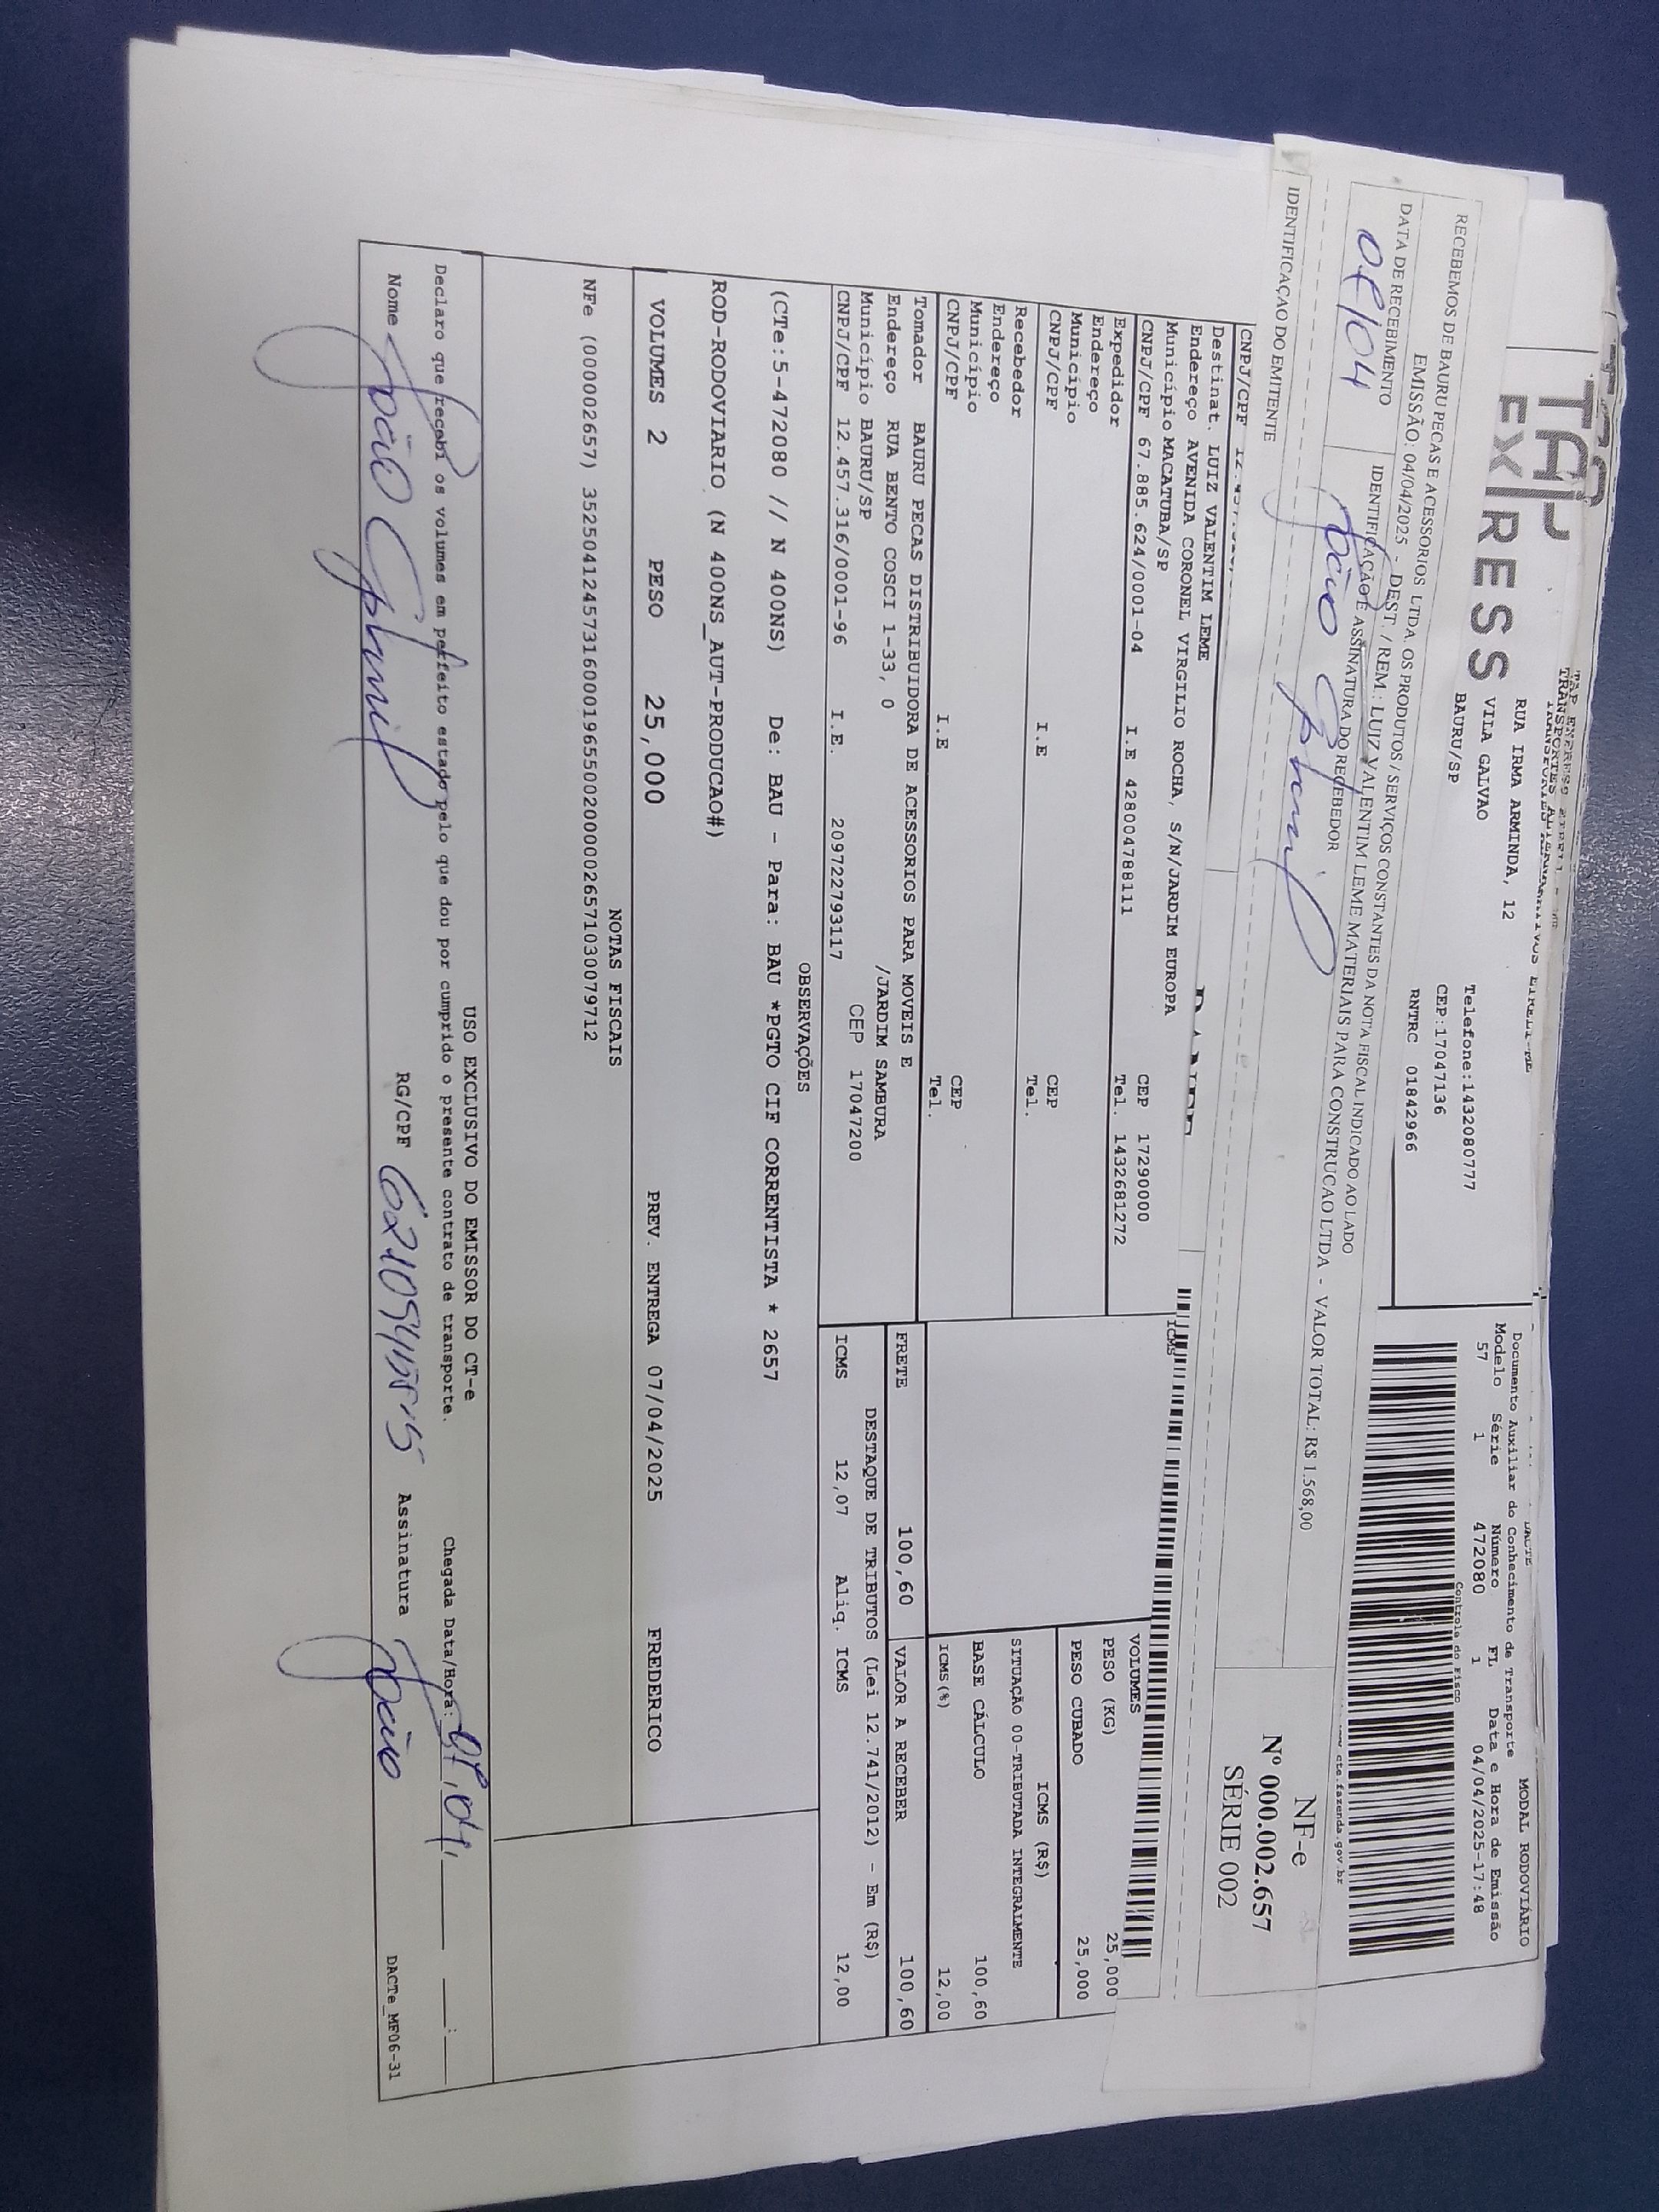 TAP
EXPRESS
RUA IRMA ARMINDA, 12
VILA GALVAO
BAURU/SP
Telefone:1432080777
CEP:17047136
RNTRC 01842966
MODAL RODOVIÁRIO
Documento Auxiliar do Conhecimento de Transporte
Modelo Série Número FL Data e Hora de Emissão
57 1 472080 1 04/04/2025-17:48
Controle do Fisco
RECEBEMOS DE BAURU PECAS E ACESSORIOS LTDA. OS PRODUTOS / SERVIÇOS CONSTANTES DA NOTA FISCAL INDICADO AO LADO
EMISSÃO: 04/04/2025 - DEST. / REM.: LUIZ VALENTIM LEME MATERIAIS PARA CONSTRUCAO LTDA - VALOR TOTAL: R$ 1.568,00
DATA DE RECEBIMENTO
IDENTIFICAÇÃO E ASSINATURA DO RECEBEDOR
João
NF-e
Nº 000.002.657
SÉRIE 002
IDENTIFICAÇAO DO EMITENTE
CNPJ/CPF
Destinat. LUIZ VALENTIM LEME
Endereço AVENIDA CORONEL VIRGILIO ROCHA, S/N/JARDIM EUROPA
Município MACATUBA/SP CEP 17290000
CNPJ/CPF 67.885.624/0001-04 I.E 428004788111 Tel. 1432681272
Expedidor
Endereço
Município CEP
CNPJ/CPF I.E Tel.
Recebedor
Endereço
Município CEP
CNPJ/CPF I.E Tel.
Tomador BAURU PECAS DISTRIBUIDORA DE ACESSORIOS PARA MOVEIS E
Endereço RUA BENTO COSCI 1-33, 0 /JARDIM SAMBURA
Município BAURU/SP CEP 17047200
CNPJ/CPF 12.457.316/0001-96 I.E. 209722793117
ICMS
VOLUMES
PESO (KG) 25,000
PESO CUBADO 25,000
ICMS (R$)
SITUAÇÃO 00-TRIBUTADA INTEGRALMENTE
BASE CÁLCULO 100,60
ICMS(%) 12,00
FRETE 100,60 VALOR A RECEBER 100,60
DESTAQUE DE TRIBUTOS (Lei 12.741/2012) - Em (R$)
ICMS 12,07 Aliq. ICMS 12,00
OBSERVAÇÕES
(CTe:5-472080 // N 400NS) De: BAU - Para: BAU *PGTO CIF CORRENTISTA * 2657
ROD-RODOVIARIO (N 400NS_AUT-PRODUCAO#)
VOLUMES 2 PESO 25,000 PREV. ENTREGA 07/04/2025 FREDERICO
NOTAS FISCAIS
NFe (000002657) 35250412457316000196550020000026571030079712
USO EXCLUSIVO DO EMISSOR DO CT-e
Declaro que recebi os volumes em perfeito estado pelo que dou por cumprido o presente contrato de transporte. Chegada Data/Hora:
Nome João RG/CPF Assinatura João
DACTe_MF06-31